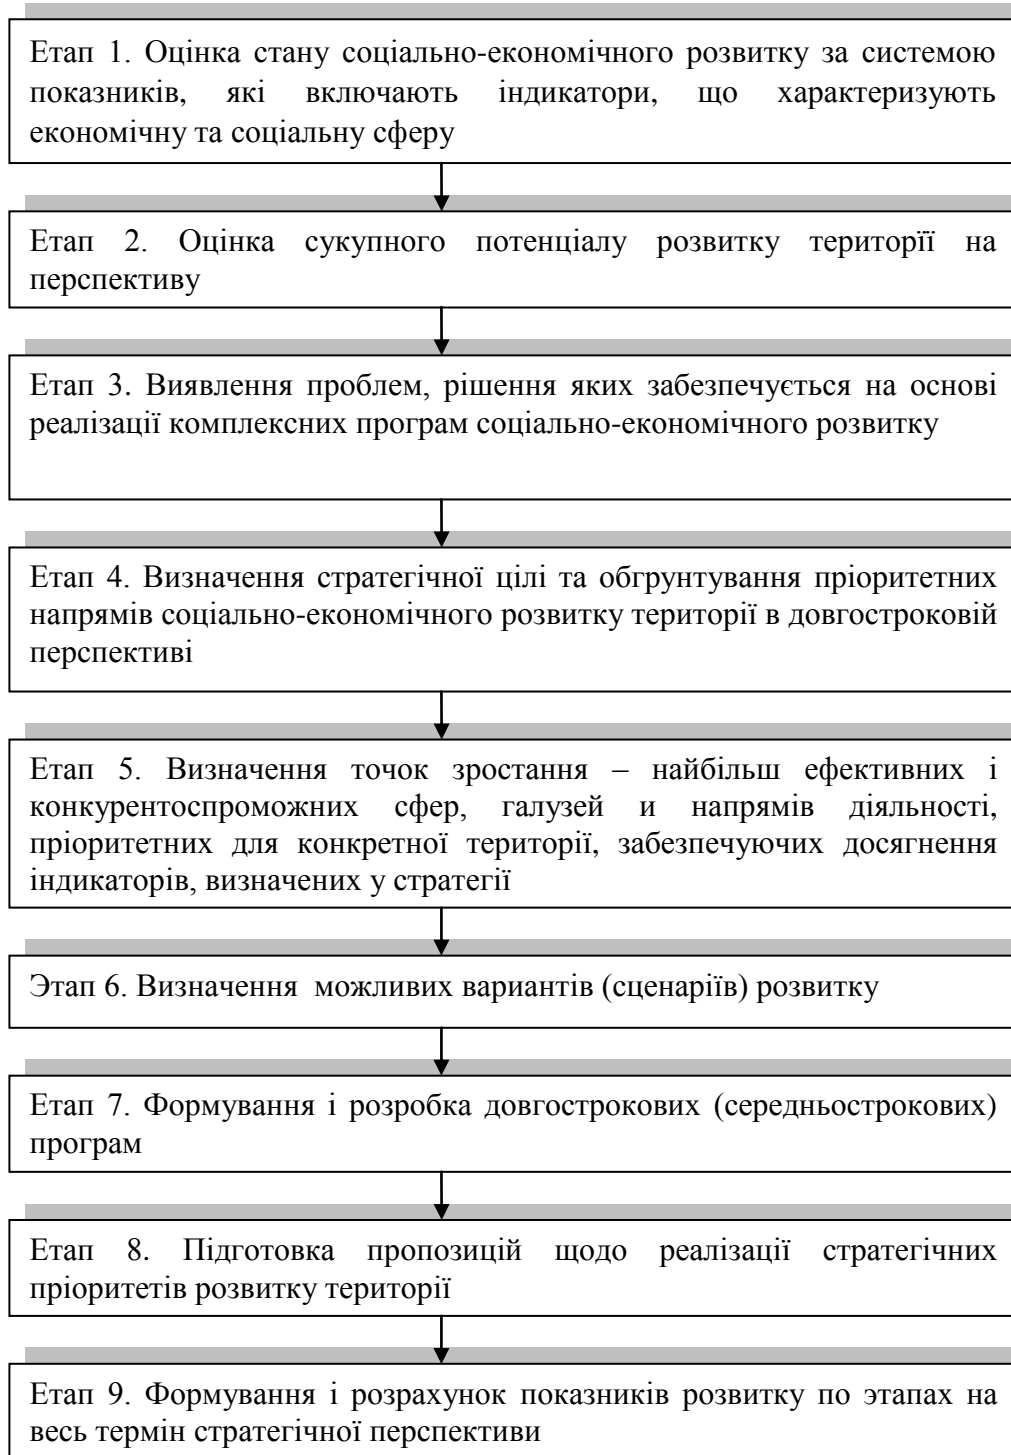 Етап 1. Оцінка стану соціально-економічного розвитку за системою
показників, які включають індикатори, що характеризують
економічну та соціальну сферу
Етап 2. Оцінка сукупного потенціалу розвитку територїї на
перспективу
Етап 3. Виявлення проблем, рішення яких забезпечується на основі
реалізації комплексних програм соціально-економічного розвитку
Етап 4. Визначення стратегічної цілі та обгрунтування пріоритетних
напрямів соціально-економічного розвитку території в довгостроковій
перспективі
Етап 5. Визначення точок зростання – найбільш ефективних і
конкурентоспроможних сфер, галузей и напрямів діяльності,
пріоритетних для конкретної території, забезпечуючих досягнення
індикаторів, визначених у стратегії
Этап 6. Визначення можливих вариантів (сценаріїв) розвитку
Етап 7. Формування і розробка довгострокових (середньострокових)
програм
Етап 8. Підготовка пропозицій щодо реалізації стратегічних
пріоритетів розвитку території
Етап 9. Формування і розрахунок показників розвитку по этапах на
весь термін стратегічної перспективи